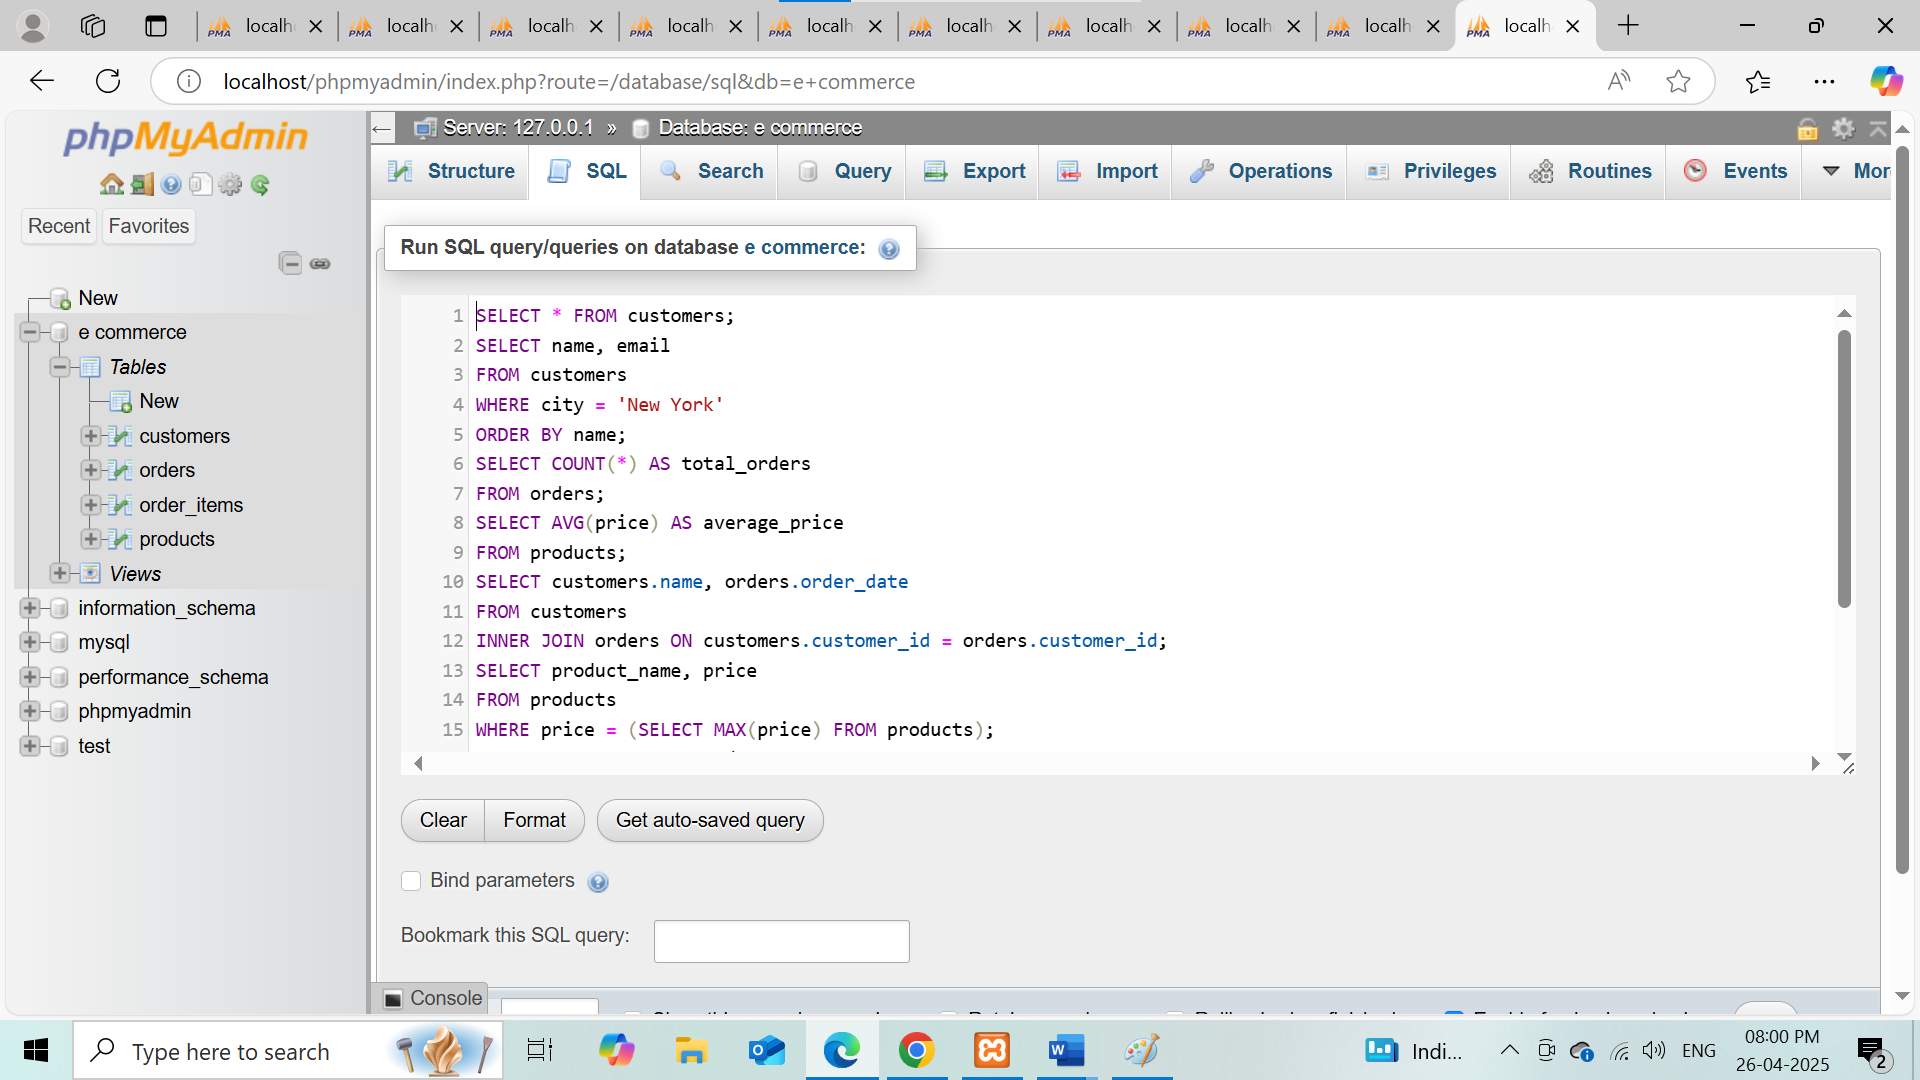 localh localh localh localh localh localh localh localh localh localh
localhost/phpmyadmin/index.php?route=/database/sql&db=e+commerce
phpMyAdmin
Recent Favorites
New
e commerce
Tables
New
customers
orders
order_items
products
Views
information_schema
mysql
performance_schema
phpmyadmin
test
Server: 127.0.0.1 » Database: e commerce
Structure SQL Search Query Export Import Operations Privileges Routines Events Mor
Run SQL query/queries on database e commerce:
1 SELECT * FROM customers;
2 SELECT name, email
3 FROM customers
4 WHERE city = 'New York'
5 ORDER BY name;
6 SELECT COUNT(*) AS total_orders
7 FROM orders;
8 SELECT AVG(price) AS average_price
9 FROM products;
10 SELECT customers.name, orders.order_date
11 FROM customers
12 INNER JOIN orders ON customers.customer_id = orders.customer_id;
13 SELECT product_name, price
14 FROM products
15 WHERE price = (SELECT MAX(price) FROM products);
Clear Format Get auto-saved query
Bind parameters
Bookmark this SQL query:
Console
Type here to search
Indi...
ENG
08:00 PM
26-04-2025
2